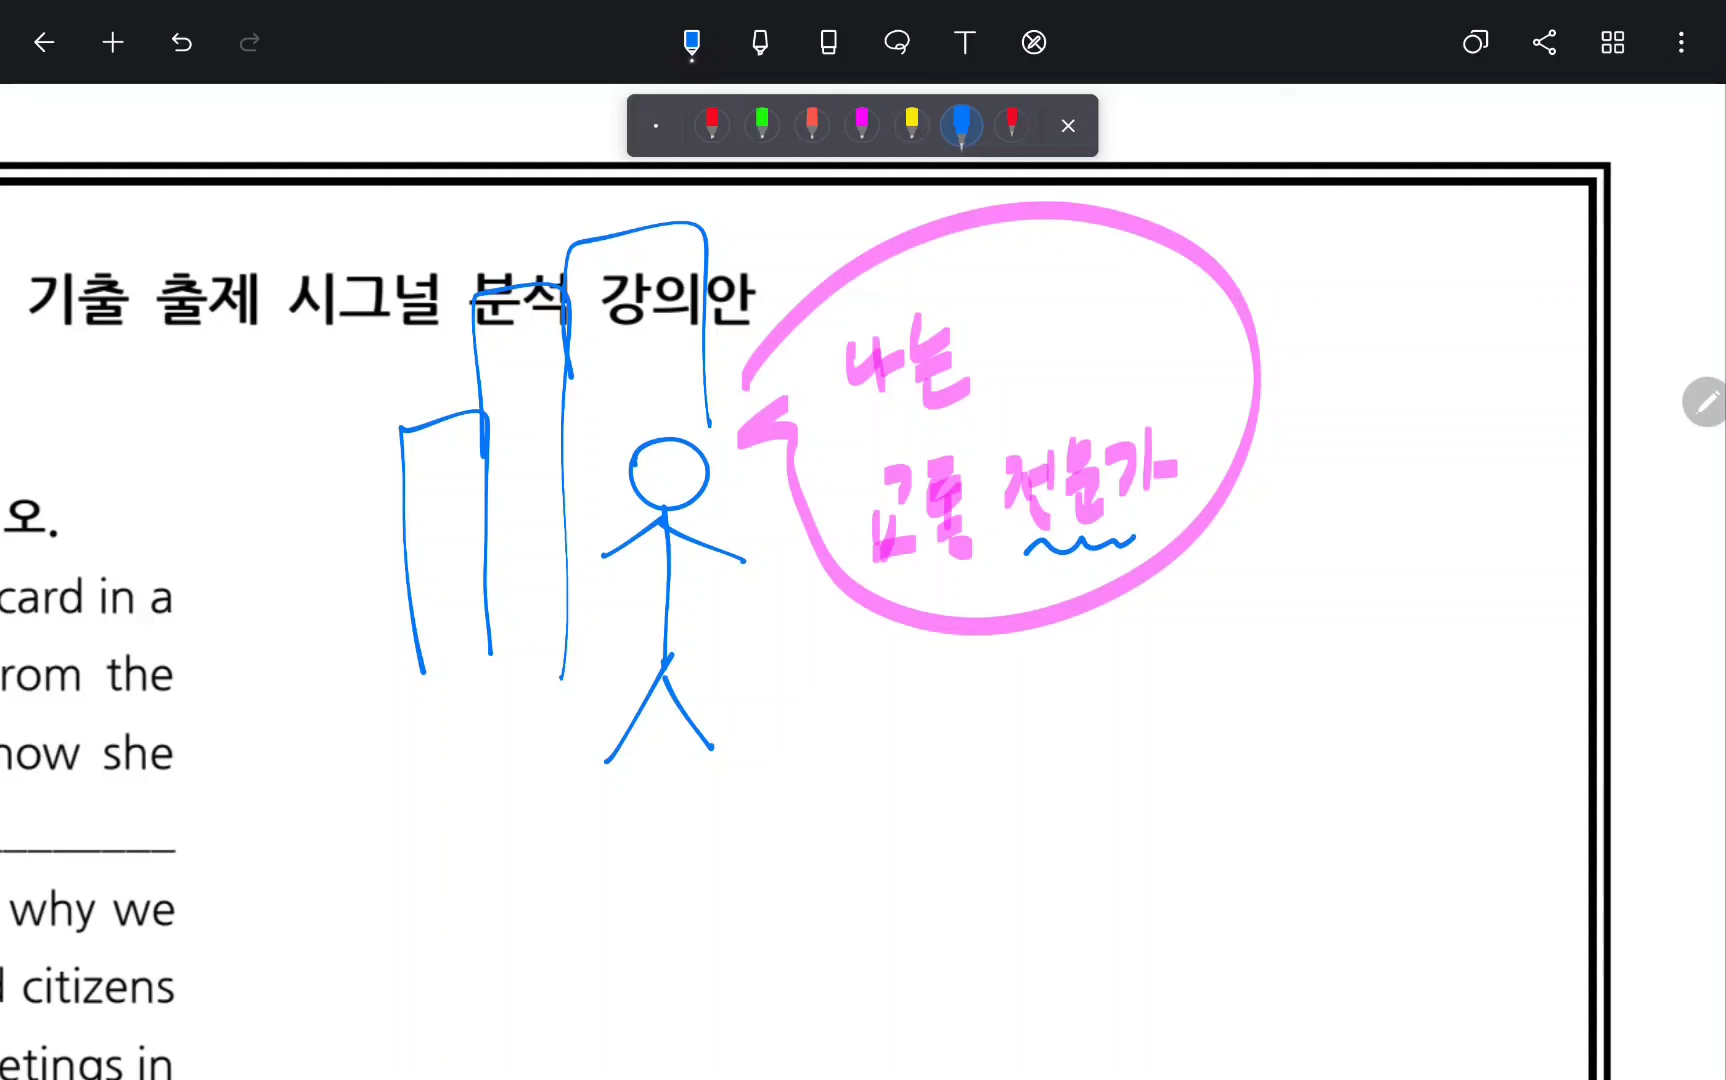 기출 출제 시그널 분석 강의안
나는
교통 전문가
오.
card in a
rom the
now she
why we
citizens
etings in